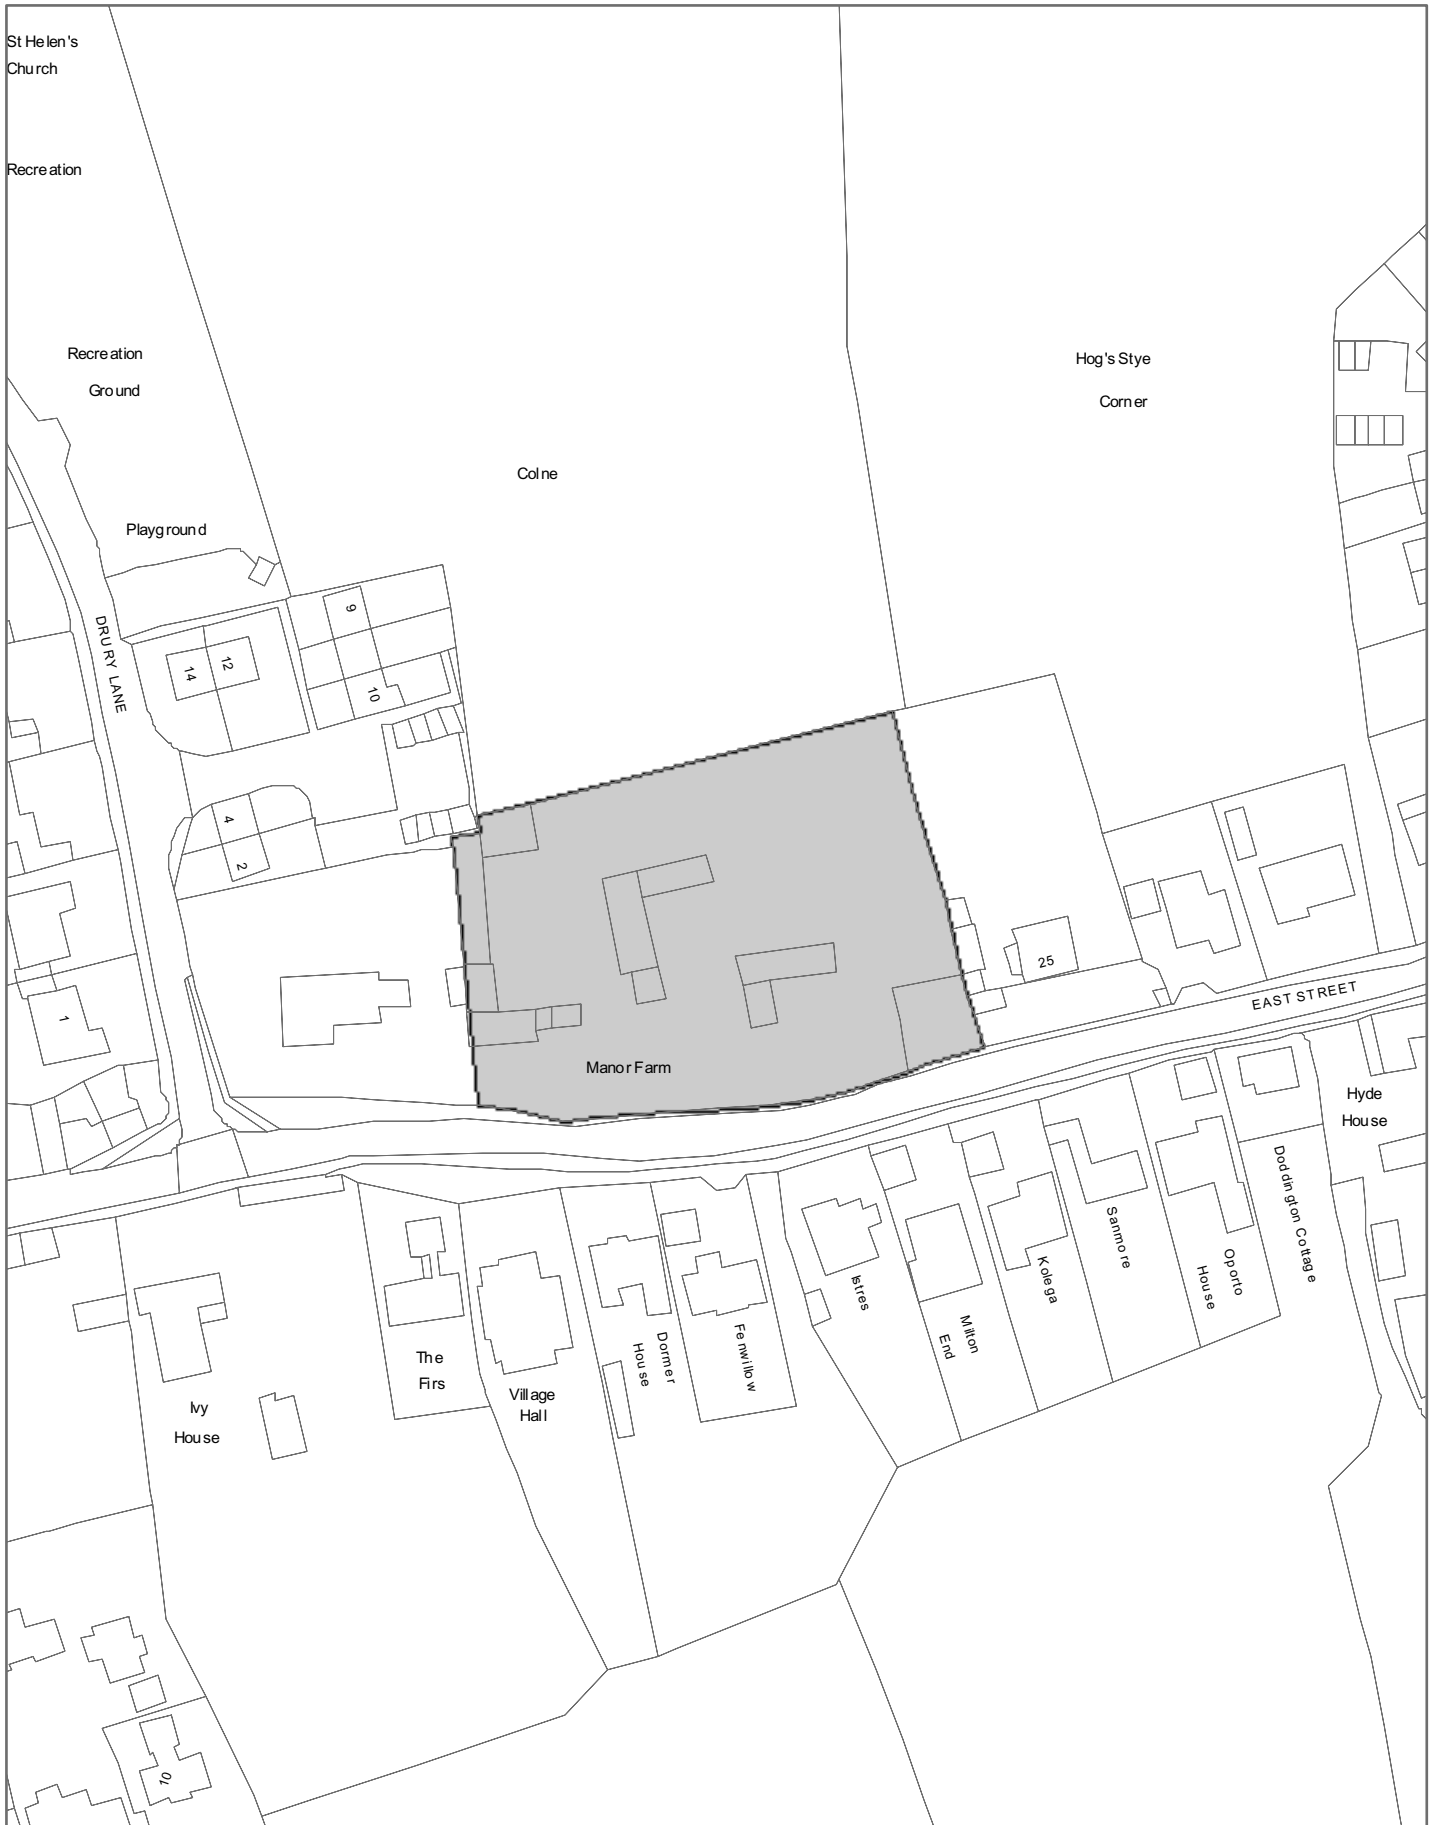 St Helen's
Church
Recreation
Recreation
Ground
Hog's Stye
Corner
Colne
Playground
DRURY LANE
9
14
12
10
4
2
25
1
EAST STREET
Manor Farm
Hyde
House
Doddington Cottage
Oporto
House
Sanmore
Kolega
Milton
End
Istres
Fenwillow
Dormer
House
The
Firs
Village
Hall
Ivy
House
70